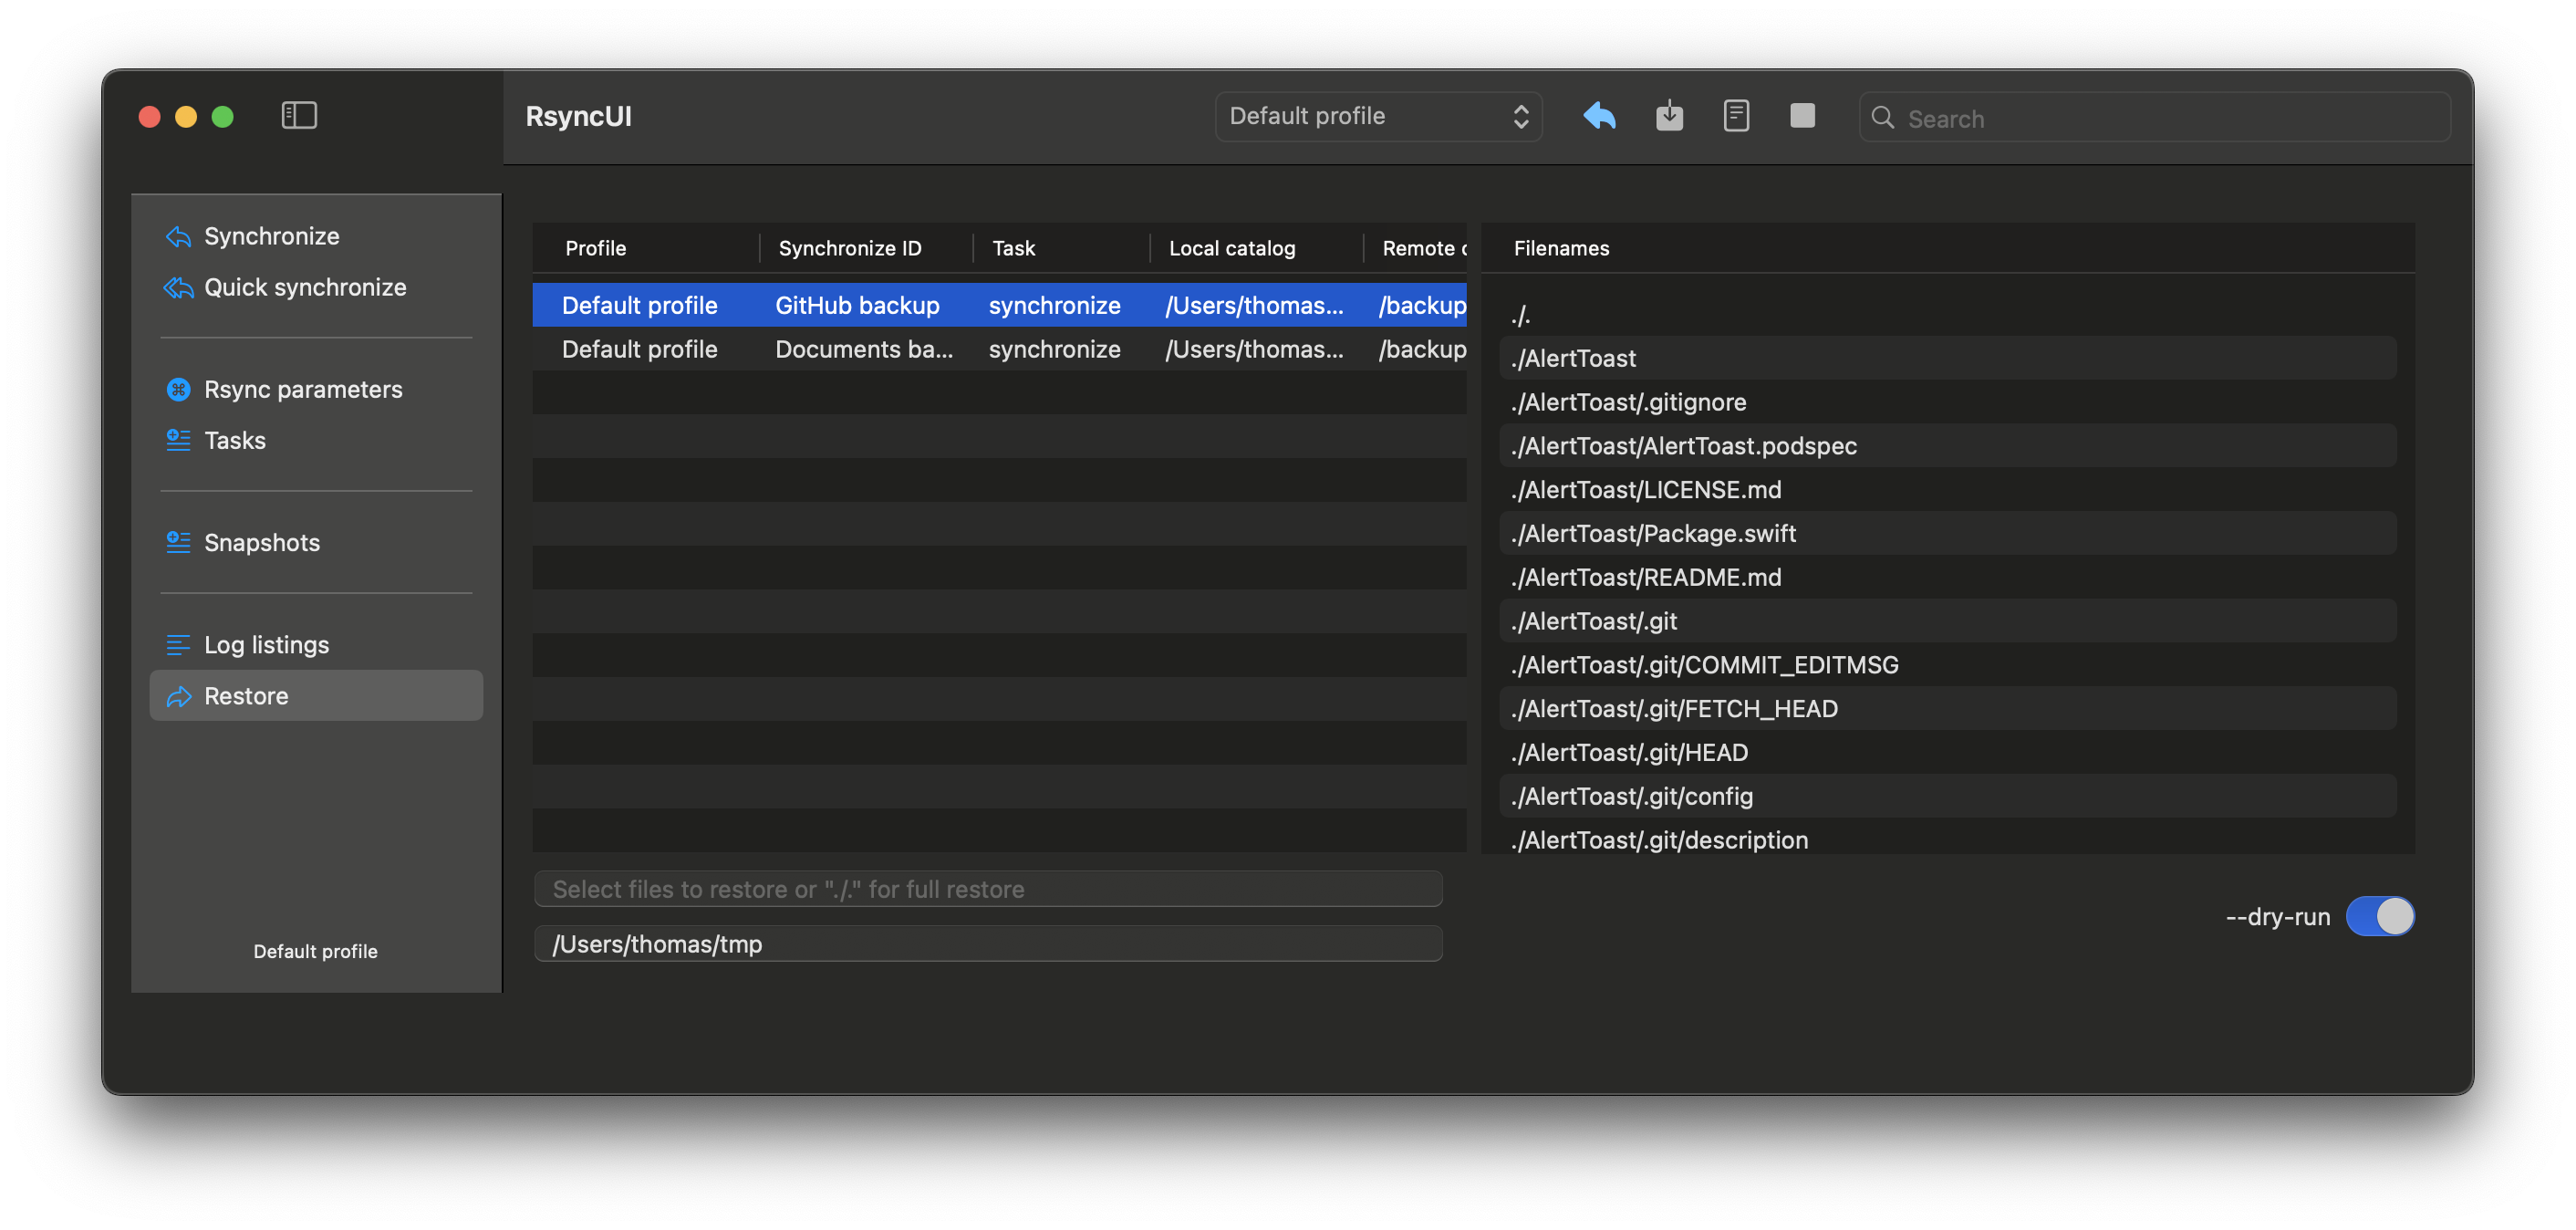 RsyncUI
Default profile
Search
Synchronize
Quick synchronize
Rsync parameters
Tasks
Snapshots
Log listings
Restore
Default profile
Profile Synchronize ID Task Local catalog Remote
Default profile GitHub backup synchronize /Users/thomas... /backup
Default profile Documents ba... synchronize /Users/thomas... /backup
Select files to restore or "./." for full restore
/Users/thomas/tmp
Filenames
./.
./AlertToast
./AlertToast/.gitignore
./AlertToast/AlertToast.podspec
./AlertToast/LICENSE.md
./AlertToast/Package.swift
./AlertToast/README.md
./AlertToast/.git
./AlertToast/.git/COMMIT_EDITMSG
./AlertToast/.git/FETCH_HEAD
./AlertToast/.git/HEAD
./AlertToast/.git/config
./AlertToast/.git/description
--dry-run